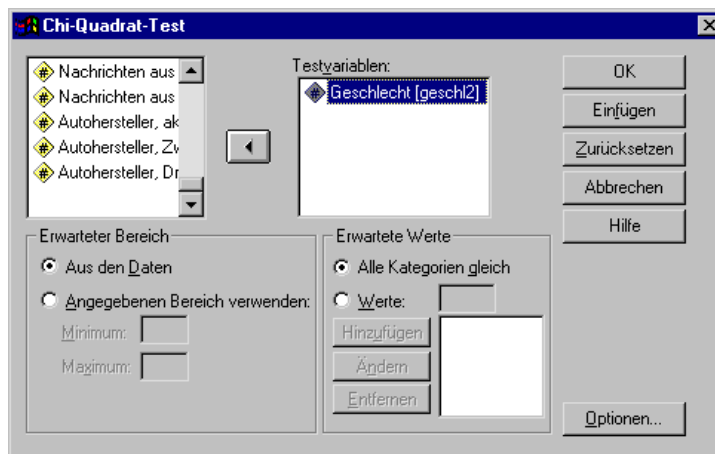 Chi-Quadrat-Test
Nachrichten aus
Nachrichten aus
Autohersteller, ak
Autohersteller, Zw
Autohersteller, Dr
Testvariablen:
Geschlecht [geschl2]
OK
Einfügen
Zurücksetzen
Abbrechen
Hilfe
Erwarteter Bereich
Aus den Daten
Angegebenen Bereich verwenden:
Minimum:
Maximum:
Erwartete Werte
Alle Kategorien gleich
Werte:
Hinzufügen
Ändern
Entfernen
Optionen...